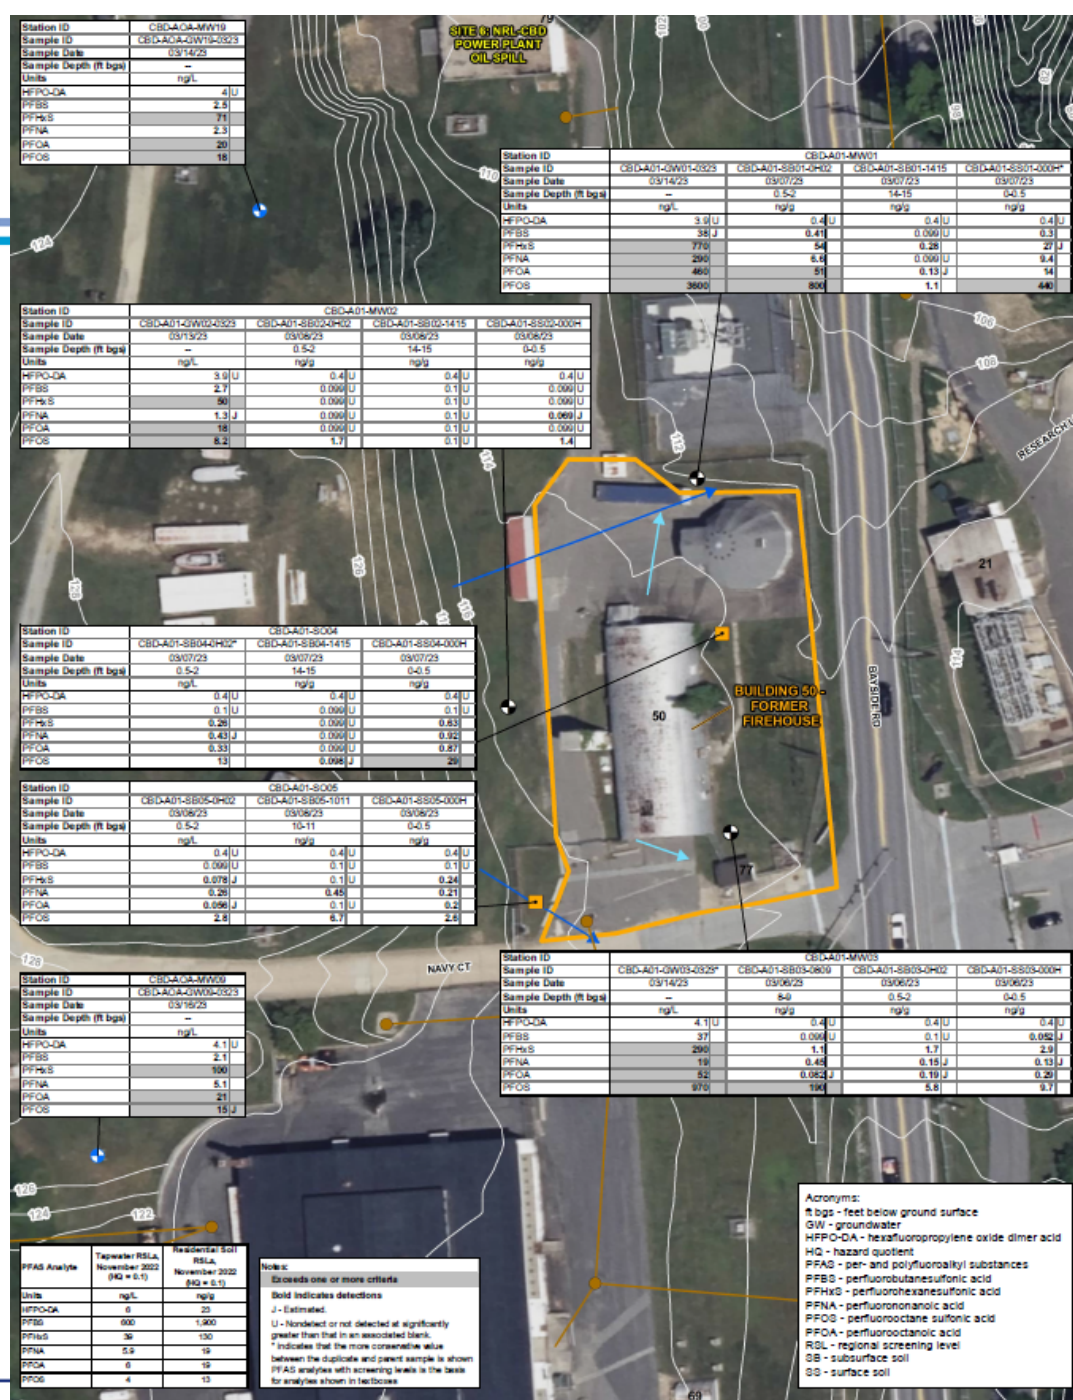 79
SITE 6: NRL-CBD
POWER PLANT
OIL SPILL
102
98
82
110
124
Station ID CBD-AOA-MW19
Sample ID CBD-AOA-GW19-0323
Sample Date 03/14/23
Sample Depth (ft bgs) --
Units ng/L
HFPO-DA 4 U
PFBS 2.5
PFHxS 71
PFNA 2.3
PFOA 20
PFOS 18
Station ID CBD-A01-MW01
Sample ID CBD-A01-GW01-0323 CBD-A01-SB01-0H02 CBD-A01-SB01-1415 CBD-A01-SS01-000H*
Sample Date 03/14/23 03/07/23 03/07/23 03/07/23
Sample Depth (ft bgs) -- 0.5-2 14-15 0-0.5
Units ng/L ng/g ng/g ng/g
HFPO-DA 3.9 U 0.4 U 0.4 U 0.4 U
PFBS 38 J 0.41 0.099 U 0.3
PFHxS 770 54 0.28 27 J
PFNA 290 6.6 0.099 U 9.4
PFOA 460 51 0.13 J 14
PFOS 3600 800 1.1 440
Station ID CBD-A01-MW02
Sample ID CBD-A01-GW02-0323 CBD-A01-SB02-0H02 CBD-A01-SB02-1415 CBD-A01-SS02-000H
Sample Date 03/13/23 03/08/23 03/08/23 03/08/23
Sample Depth (ft bgs) -- 0.5-2 14-15 0-0.5
Units ng/L ng/g ng/g ng/g
HFPO-DA 3.9 U 0.4 U 0.4 U 0.4 U
PFBS 2.7 0.099 U 0.1 U 0.099 U
PFHxS 50 0.099 U 0.1 U 0.099 U
PFNA 1.3 J 0.099 U 0.1 U 0.069 J
PFOA 18 0.099 U 0.1 U 0.099 U
PFOS 8.2 1.7 0.1 U 1.4
106
108
112
114
RESEARCH
126
128
116
21
114
Station ID CBD-A01-SO04
Sample ID CBD-A01-SB04-0H02* CBD-A01-SB04-1415 CBD-A01-SS04-000H
Sample Date 03/07/23 03/07/23 03/07/23
Sample Depth (ft bgs) 0.5-2 14-15 0-0.5
Units ng/L ng/g ng/g
HFPO-DA 0.4 U 0.4 U 0.4 U
PFBS 0.1 U 0.099 U 0.1 U
PFHxS 0.26 0.099 U 0.63
PFNA 0.43 J 0.099 U 0.92
PFOA 0.33 0.099 U 0.87
PFOS 13 0.098 J 29
50
BUILDING 50 -
FORMER
FIREHOUSE
BAYSIDE RD
Station ID CBD-A01-SO05
Sample ID CBD-A01-SB05-0H02 CBD-A01-SB05-1011 CBD-A01-SS05-000H
Sample Date 03/08/23 03/08/23 03/08/23
Sample Depth (ft bgs) 0.5-2 10-11 0-0.5
Units ng/L ng/g ng/g
HFPO-DA 0.4 U 0.4 U 0.4 U
PFBS 0.099 U 0.1 U 0.1 U
PFHxS 0.078 J 0.1 U 0.24
PFNA 0.26 0.45 0.21
PFOA 0.056 J 0.1 U 0.2
PFOS 2.8 6.7 2.6
77
128
NAVY CT
Station ID CBD-A01-MW03
Sample ID CBD-A01-GW03-0323* CBD-A01-SB03-0809 CBD-A01-SB03-0H02 CBD-A01-SS03-000H
Sample Date 03/14/23 03/06/23 03/06/23 03/06/23
Sample Depth (ft bgs) -- 8-9 0.5-2 0-0.5
Units ng/L ng/g ng/g ng/g
HFPO-DA 4.1 U 0.4 U 0.4 U 0.4 U
PFBS 37 0.099 U 0.1 U 0.052 J
PFHxS 290 1.1 1.7 2.9
PFNA 19 0.45 0.15 J 0.13 J
PFOA 52 0.082 J 0.19 J 0.29
PFOS 970 190 5.8 9.7
Station ID CBD-AOA-MW09
Sample ID CBD-AOA-GW09-0323
Sample Date 03/16/23
Sample Depth (ft bgs) --
Units ng/L
HFPO-DA 4.1 U
PFBS 2.1
PFHxS 100
PFNA 5.1
PFOA 21
PFOS 15 J
126
124
122
PFAS Analyte Tapwater RSLs, November 2022 (HQ = 0.1) Residential Soil RSLs, November 2022 (HQ = 0.1)
Units ng/L ng/g
HFPO-DA 6 23
PFBS 600 1,900
PFHxS 39 130
PFNA 5.9 19
PFOA 6 19
PFOS 4 13
Notes:
Exceeds one or more criteria
Bold indicates detections
J - Estimated.
U - Nondetect or not detected at significantly
greater than that in an associated blank.
* indicates that the more conservative value
between the duplicate and parent sample is shown
PFAS analytes with screening levels is the basis
for analytes shown in textboxes
Acronyms:
ft bgs - feet below ground surface
GW - groundwater
HFPO-DA - hexafluoropropylene oxide dimer acid
HQ - hazard quotient
PFAS - per- and polyfluoroalkyl substances
PFBS - perfluorobutanesulfonic acid
PFHxS - perfluorohexanesulfonic acid
PFNA - perfluorononanoic acid
PFOS - perfluorooctane sulfonic acid
PFOA - perfluorooctanoic acid
RSL - regional screening level
SB - subsurface soil
SS - surface soil
69